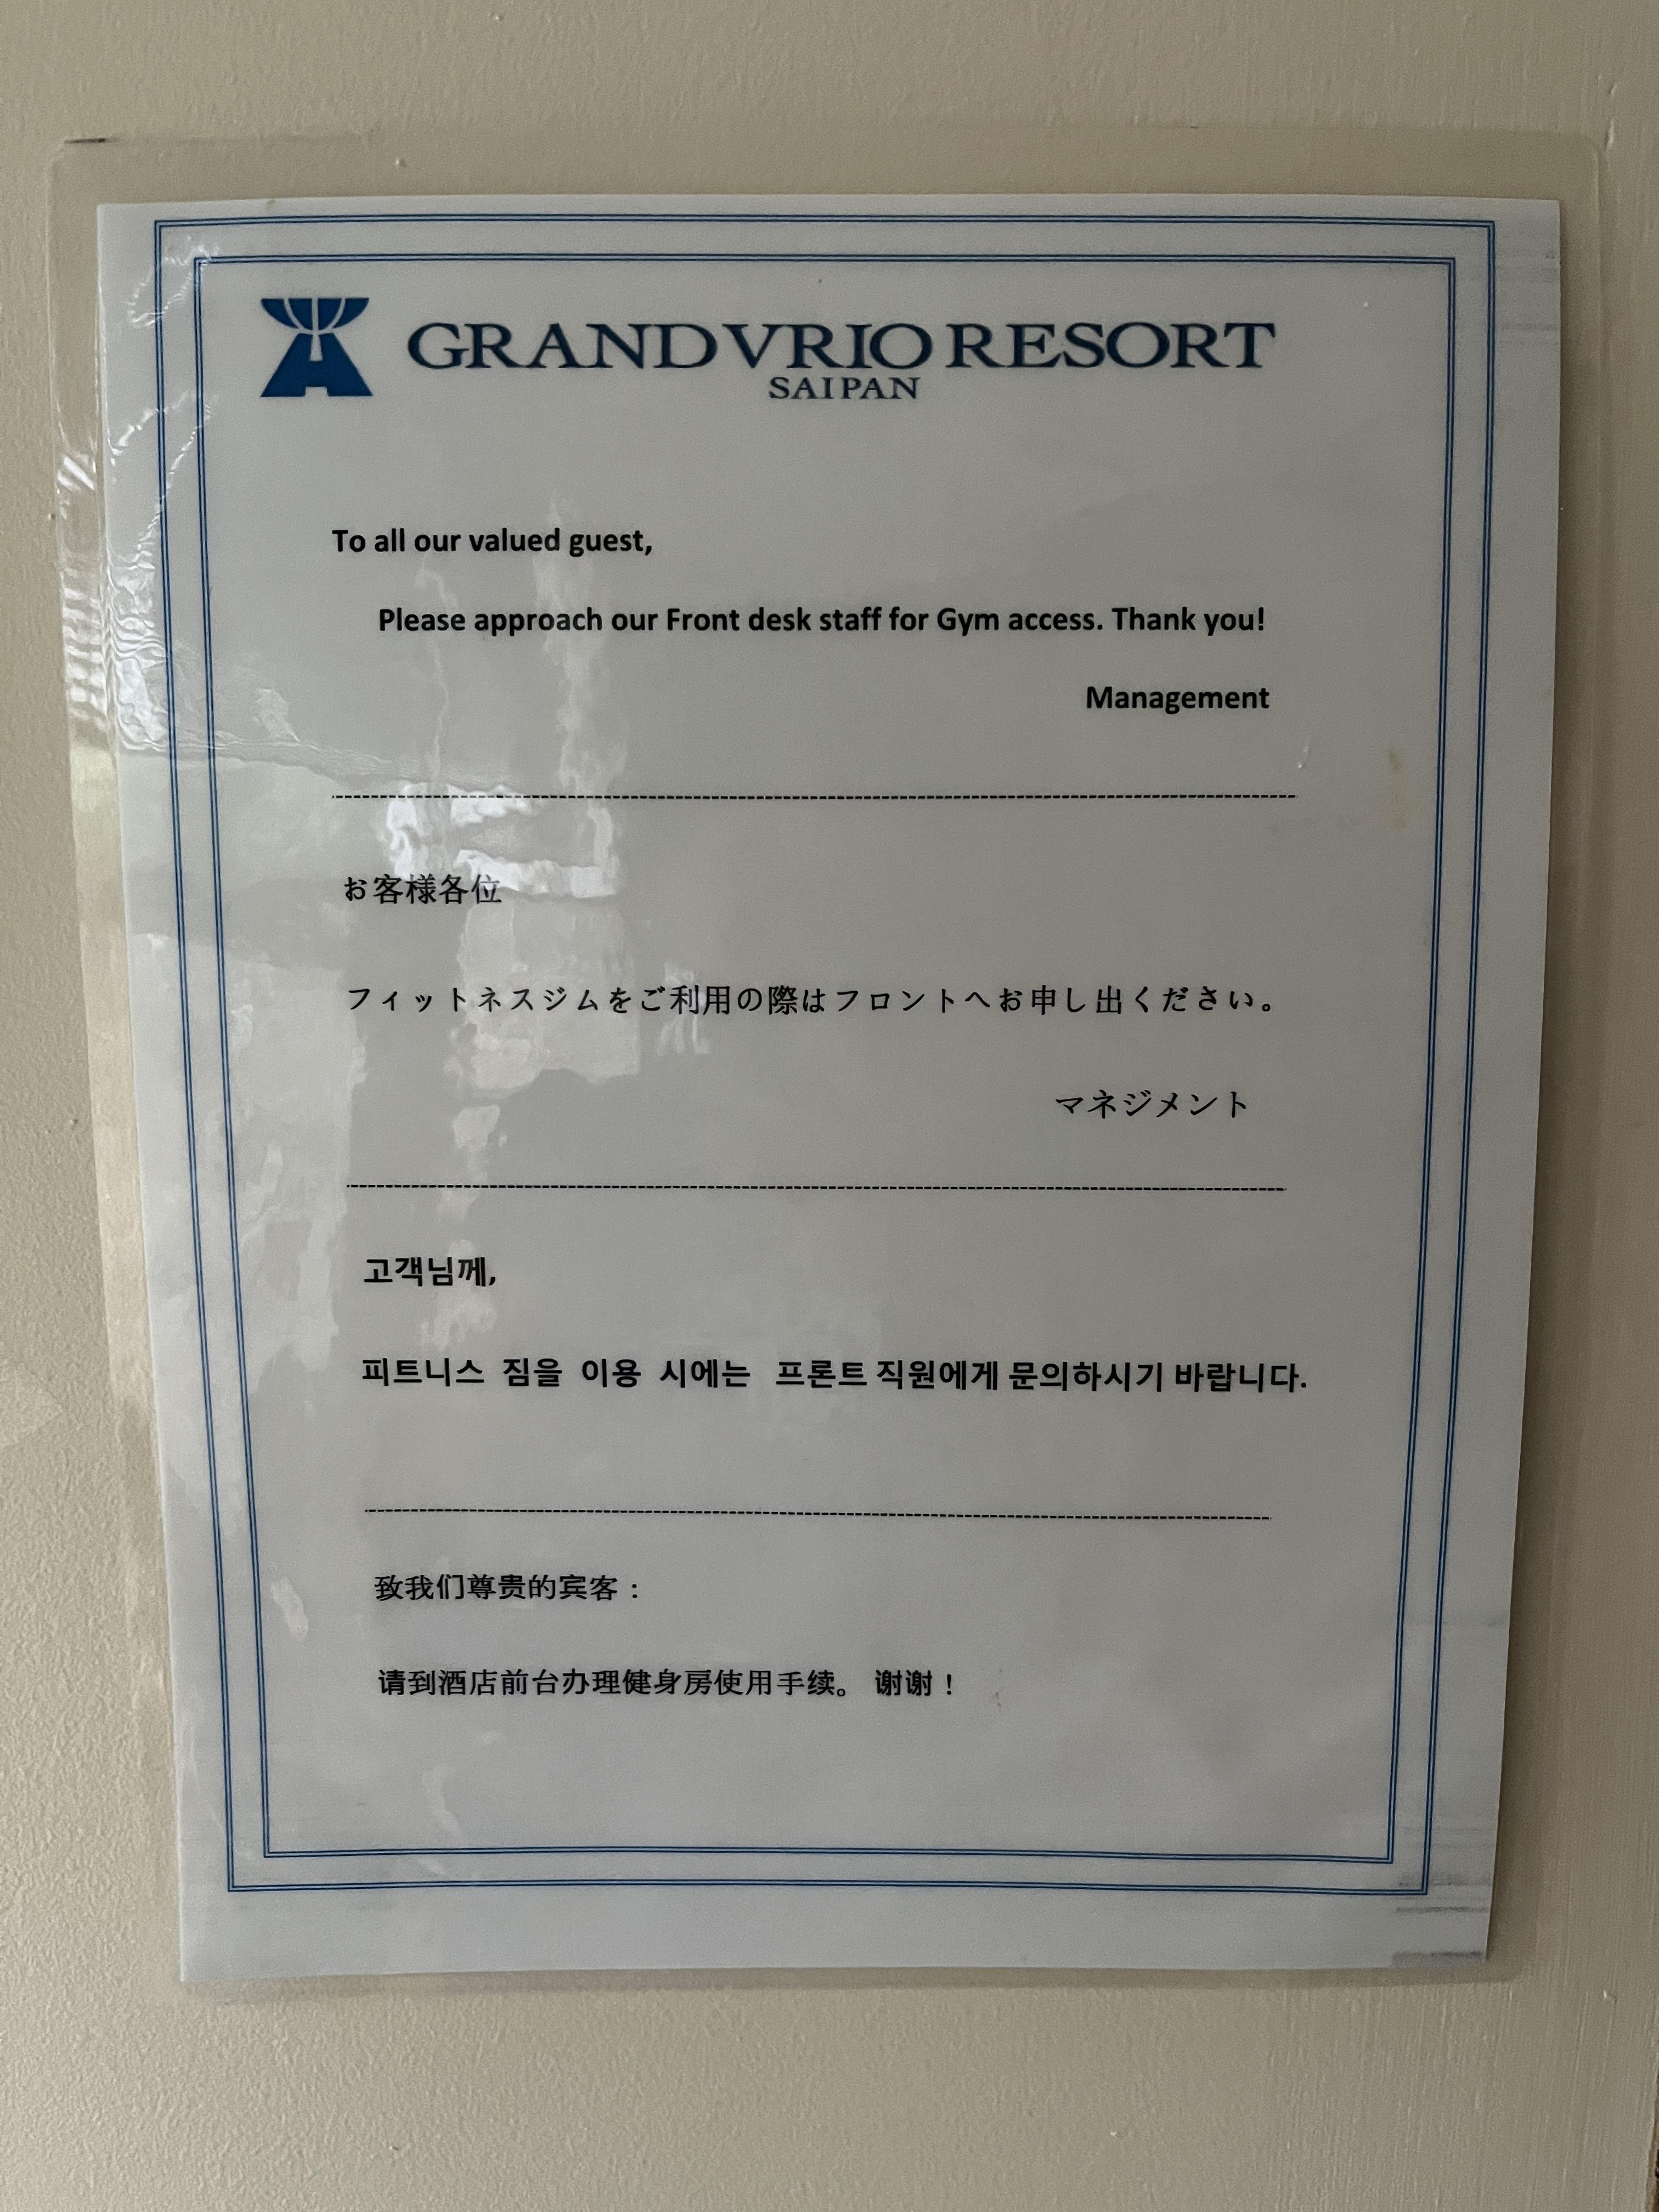 GRANDVRIO RESORT
SAIPAN
To all our valued guest,
Please approach our Front desk staff for Gym access. Thank you!
Management
お客様各位
フィットネスジムをご利用の際はフロントへお申し出ください。
マネジメント
고객님께,
피트니스 짐을 이용 시에는 프론트 직원에게 문의하시기 바랍니다.
致我们尊贵的宾客：
请到酒店前台办理健身房使用手续。 谢谢！